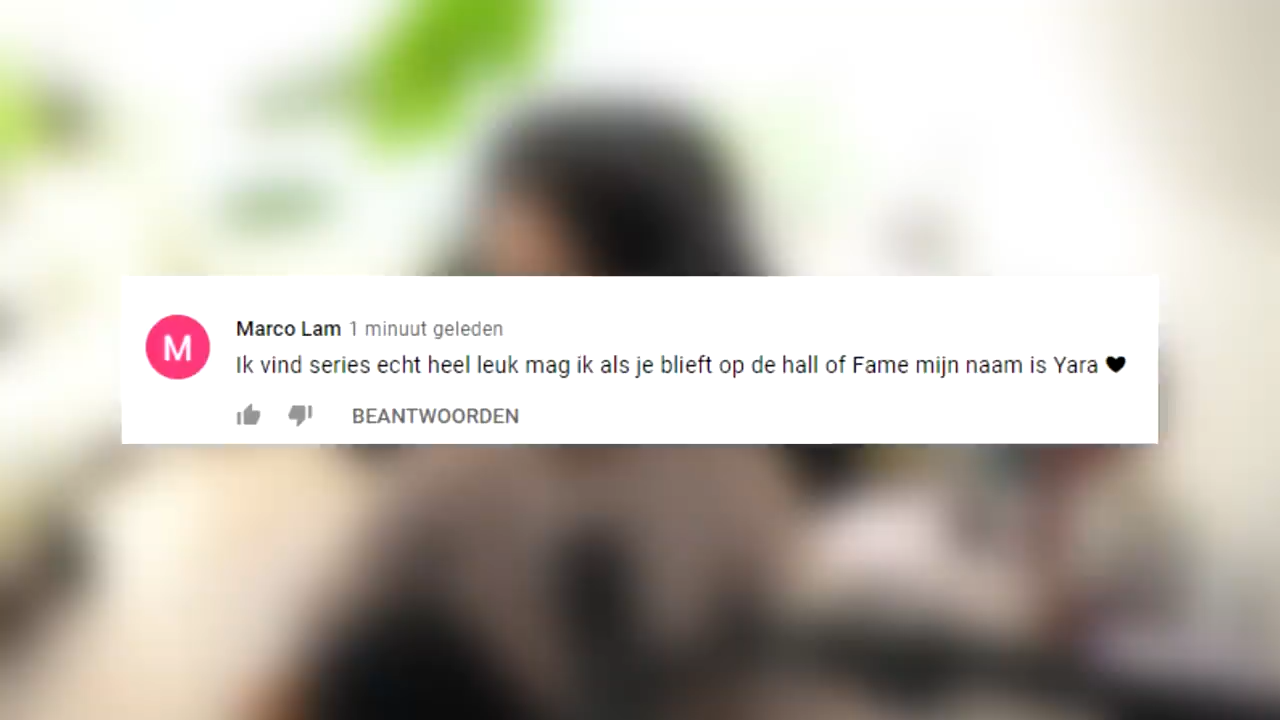 M
Marco Lam 1 minuut geleden
Ik vind series echt heel leuk mag ik als je blieft op de hall of Fame mijn naam is Yara 🖤
BEANTWOORDEN